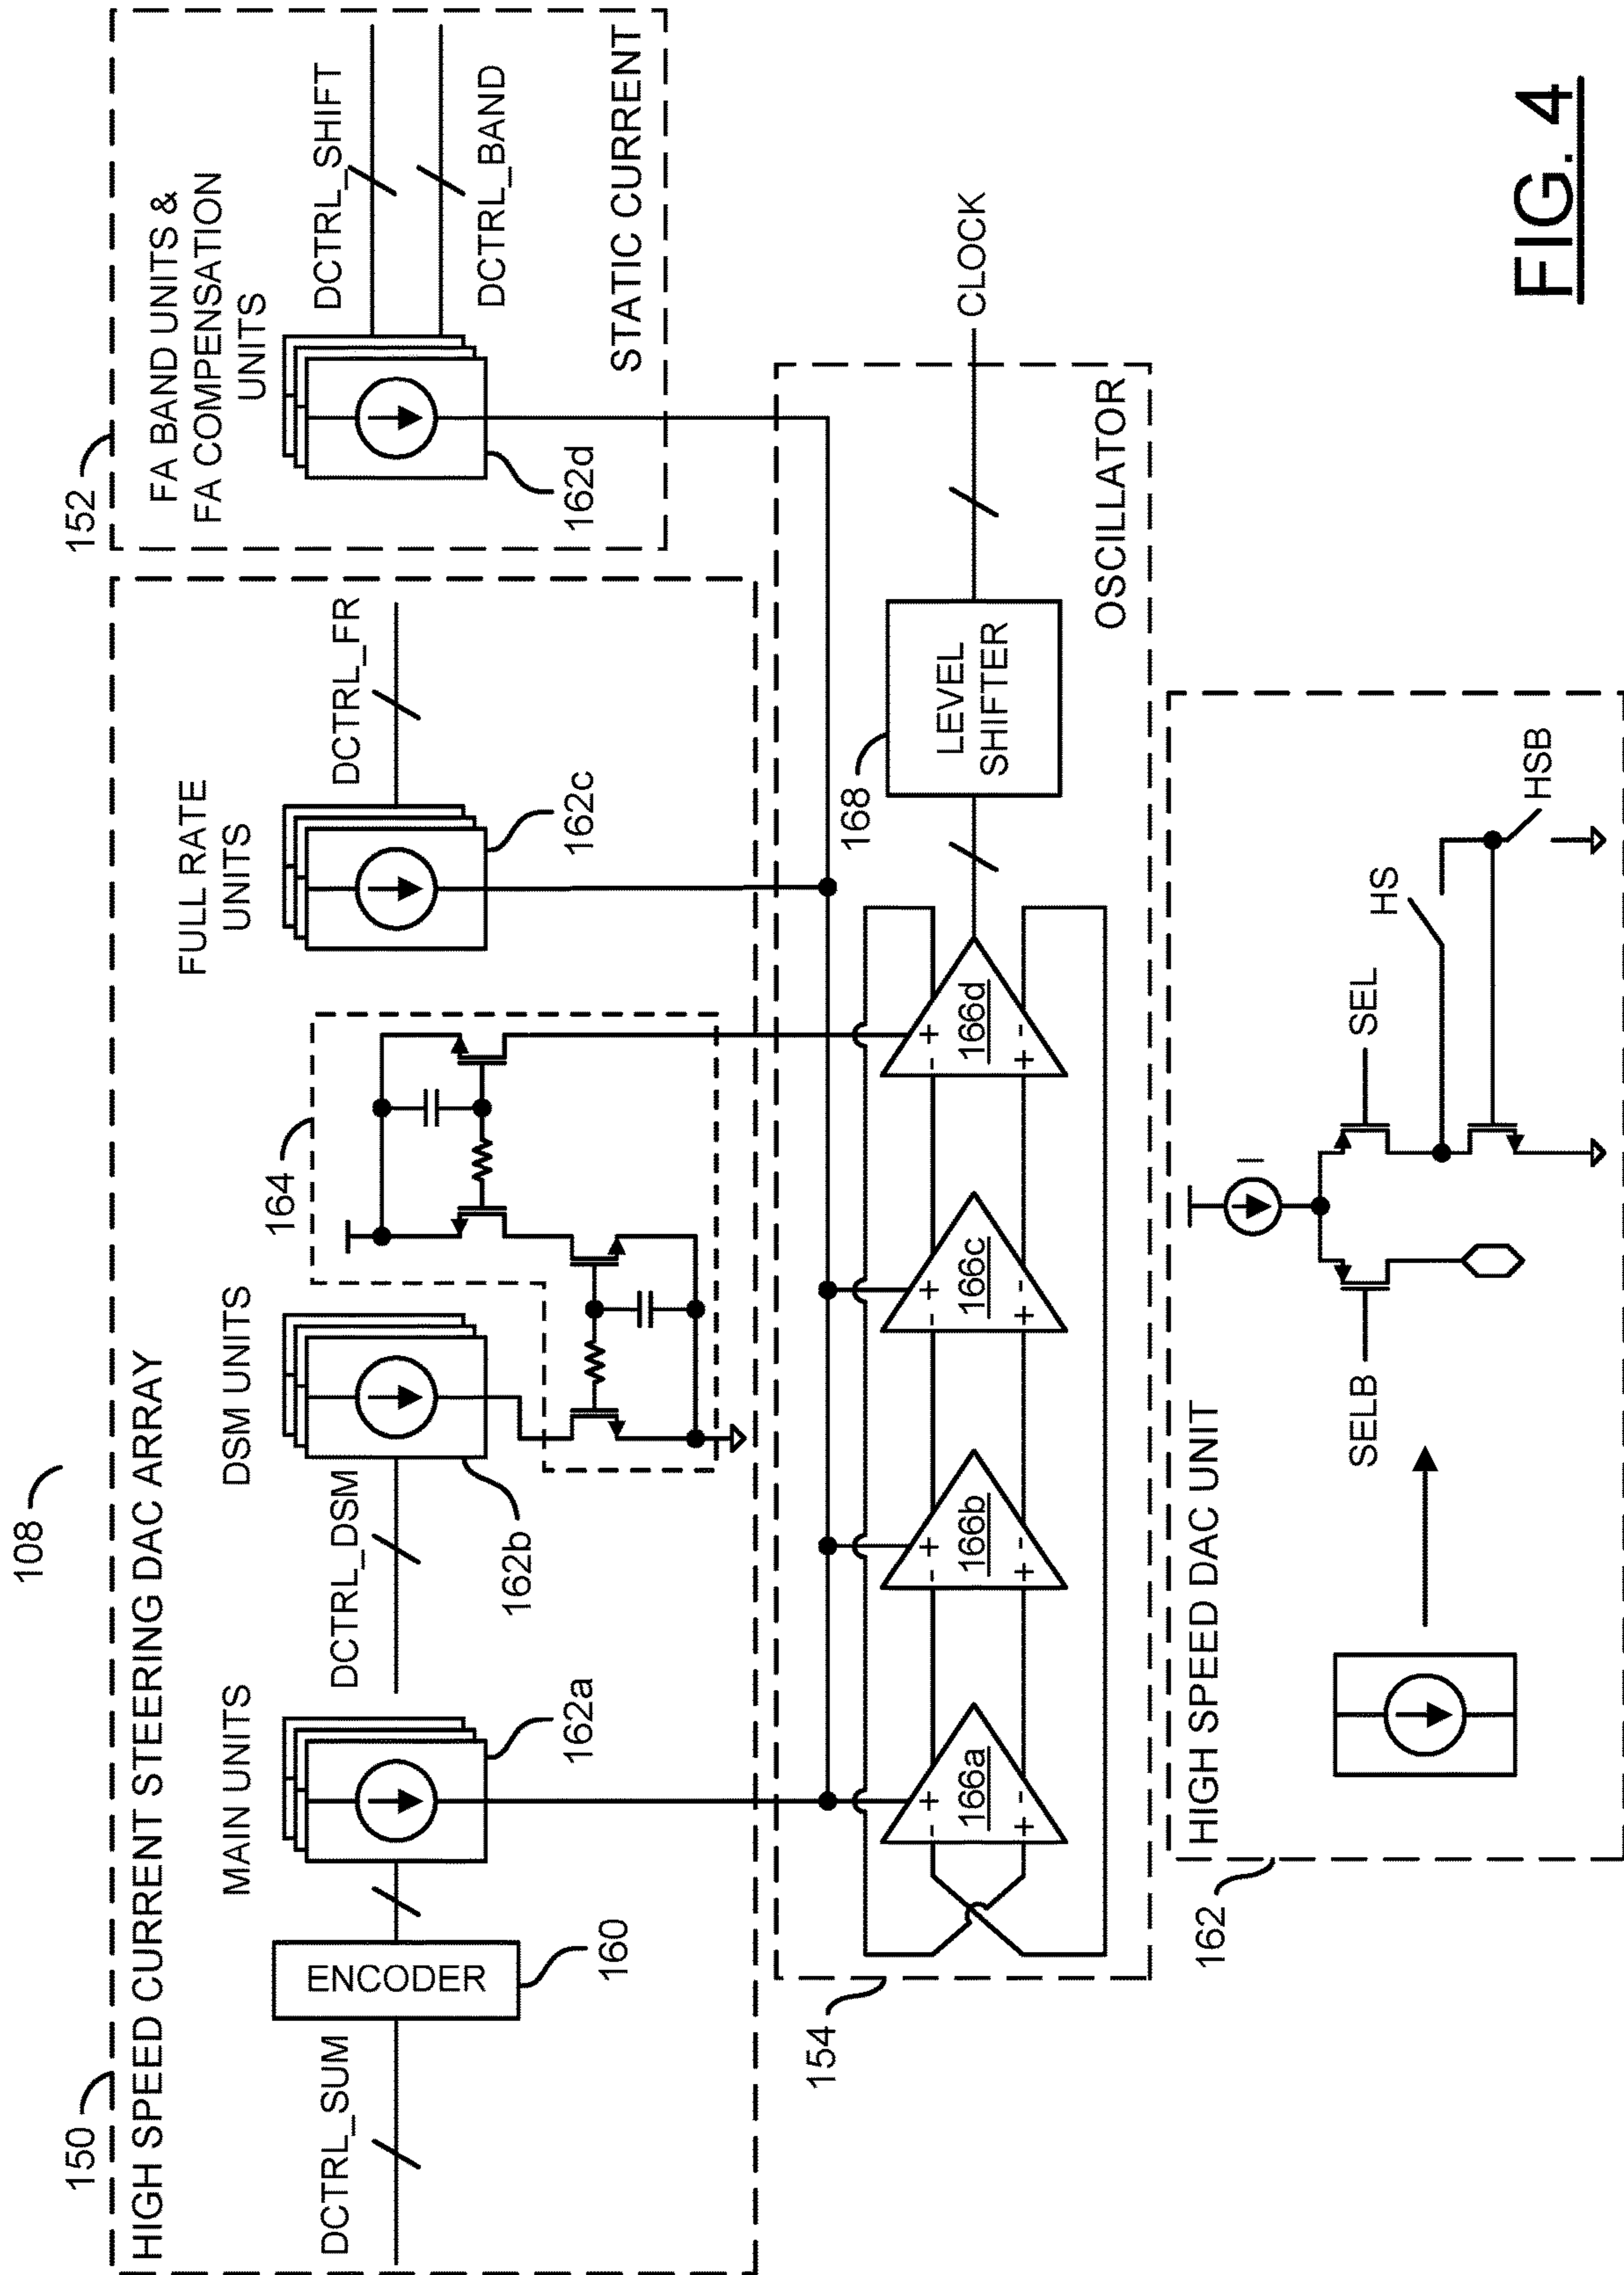 108
150
HIGH SPEED CURRENT STEERING DAC ARRAY
DCTRL_SUM
ENCODER
160
MAIN UNITS
162a
DCTRL_DSM
DSM UNITS
162b
164
FULL RATE
UNITS
DCTRL_FR
162c
152
FA BAND UNITS &
FA COMPENSATION
UNITS
DCTRL_SHIFT
DCTRL_BAND
162d
STATIC CURRENT
154
- +
166a
+ -
- +
166b
+ -
- +
166c
+ -
- +
166d
+ -
168
LEVEL
SHIFTER
CLOCK
OSCILLATOR
162
HIGH SPEED DAC UNIT
SELB
I
SEL
HS
HSB
FIG. 4